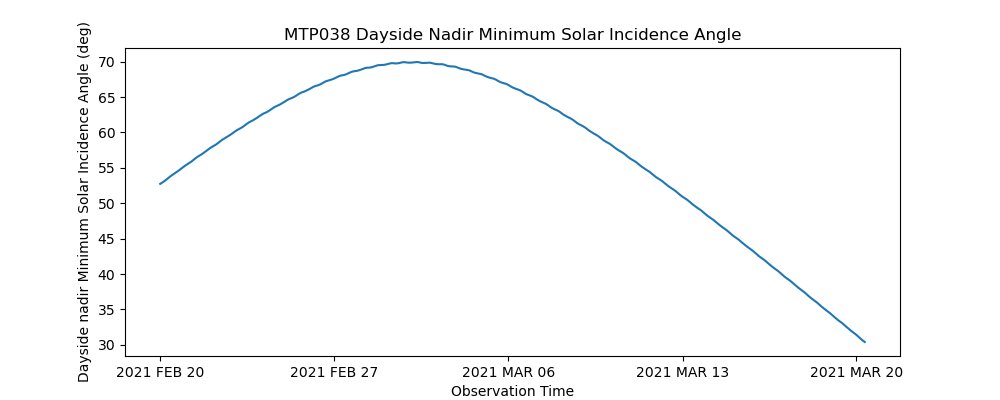 MTP038 Dayside Nadir Minimum Solar Incidence Angle
Dayside nadir Minimum Solar Incidence Angle (deg)
70
65
60
55
50
45
40
35
30
2021 FEB 20
2021 FEB 27
2021 MAR 06
2021 MAR 13
2021 MAR 20
Observation Time